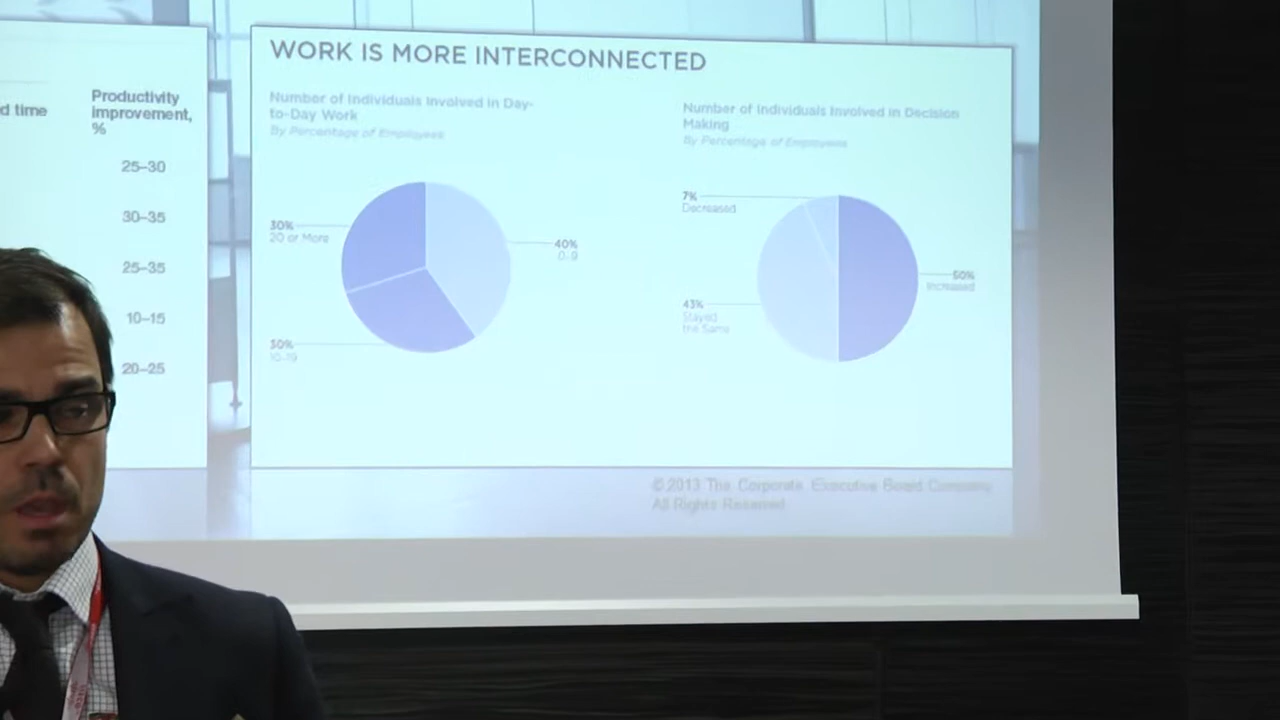 d time
Productivity
improvement,
%
25–30
30–35
25–35
10–15
20–25
WORK IS MORE INTERCONNECTED
Number of Individuals Involved in Day-
to-Day Work
By Percentage of Employees
30%
20 or More
40%
0–9
30%
10–19
Number of Individuals Involved in Decision
Making
By Percentage of Employees
7%
Decreased
50%
Increased
43%
Stayed
the Same
© 2013 The Corporate Executive Board Company
All Rights Reserved